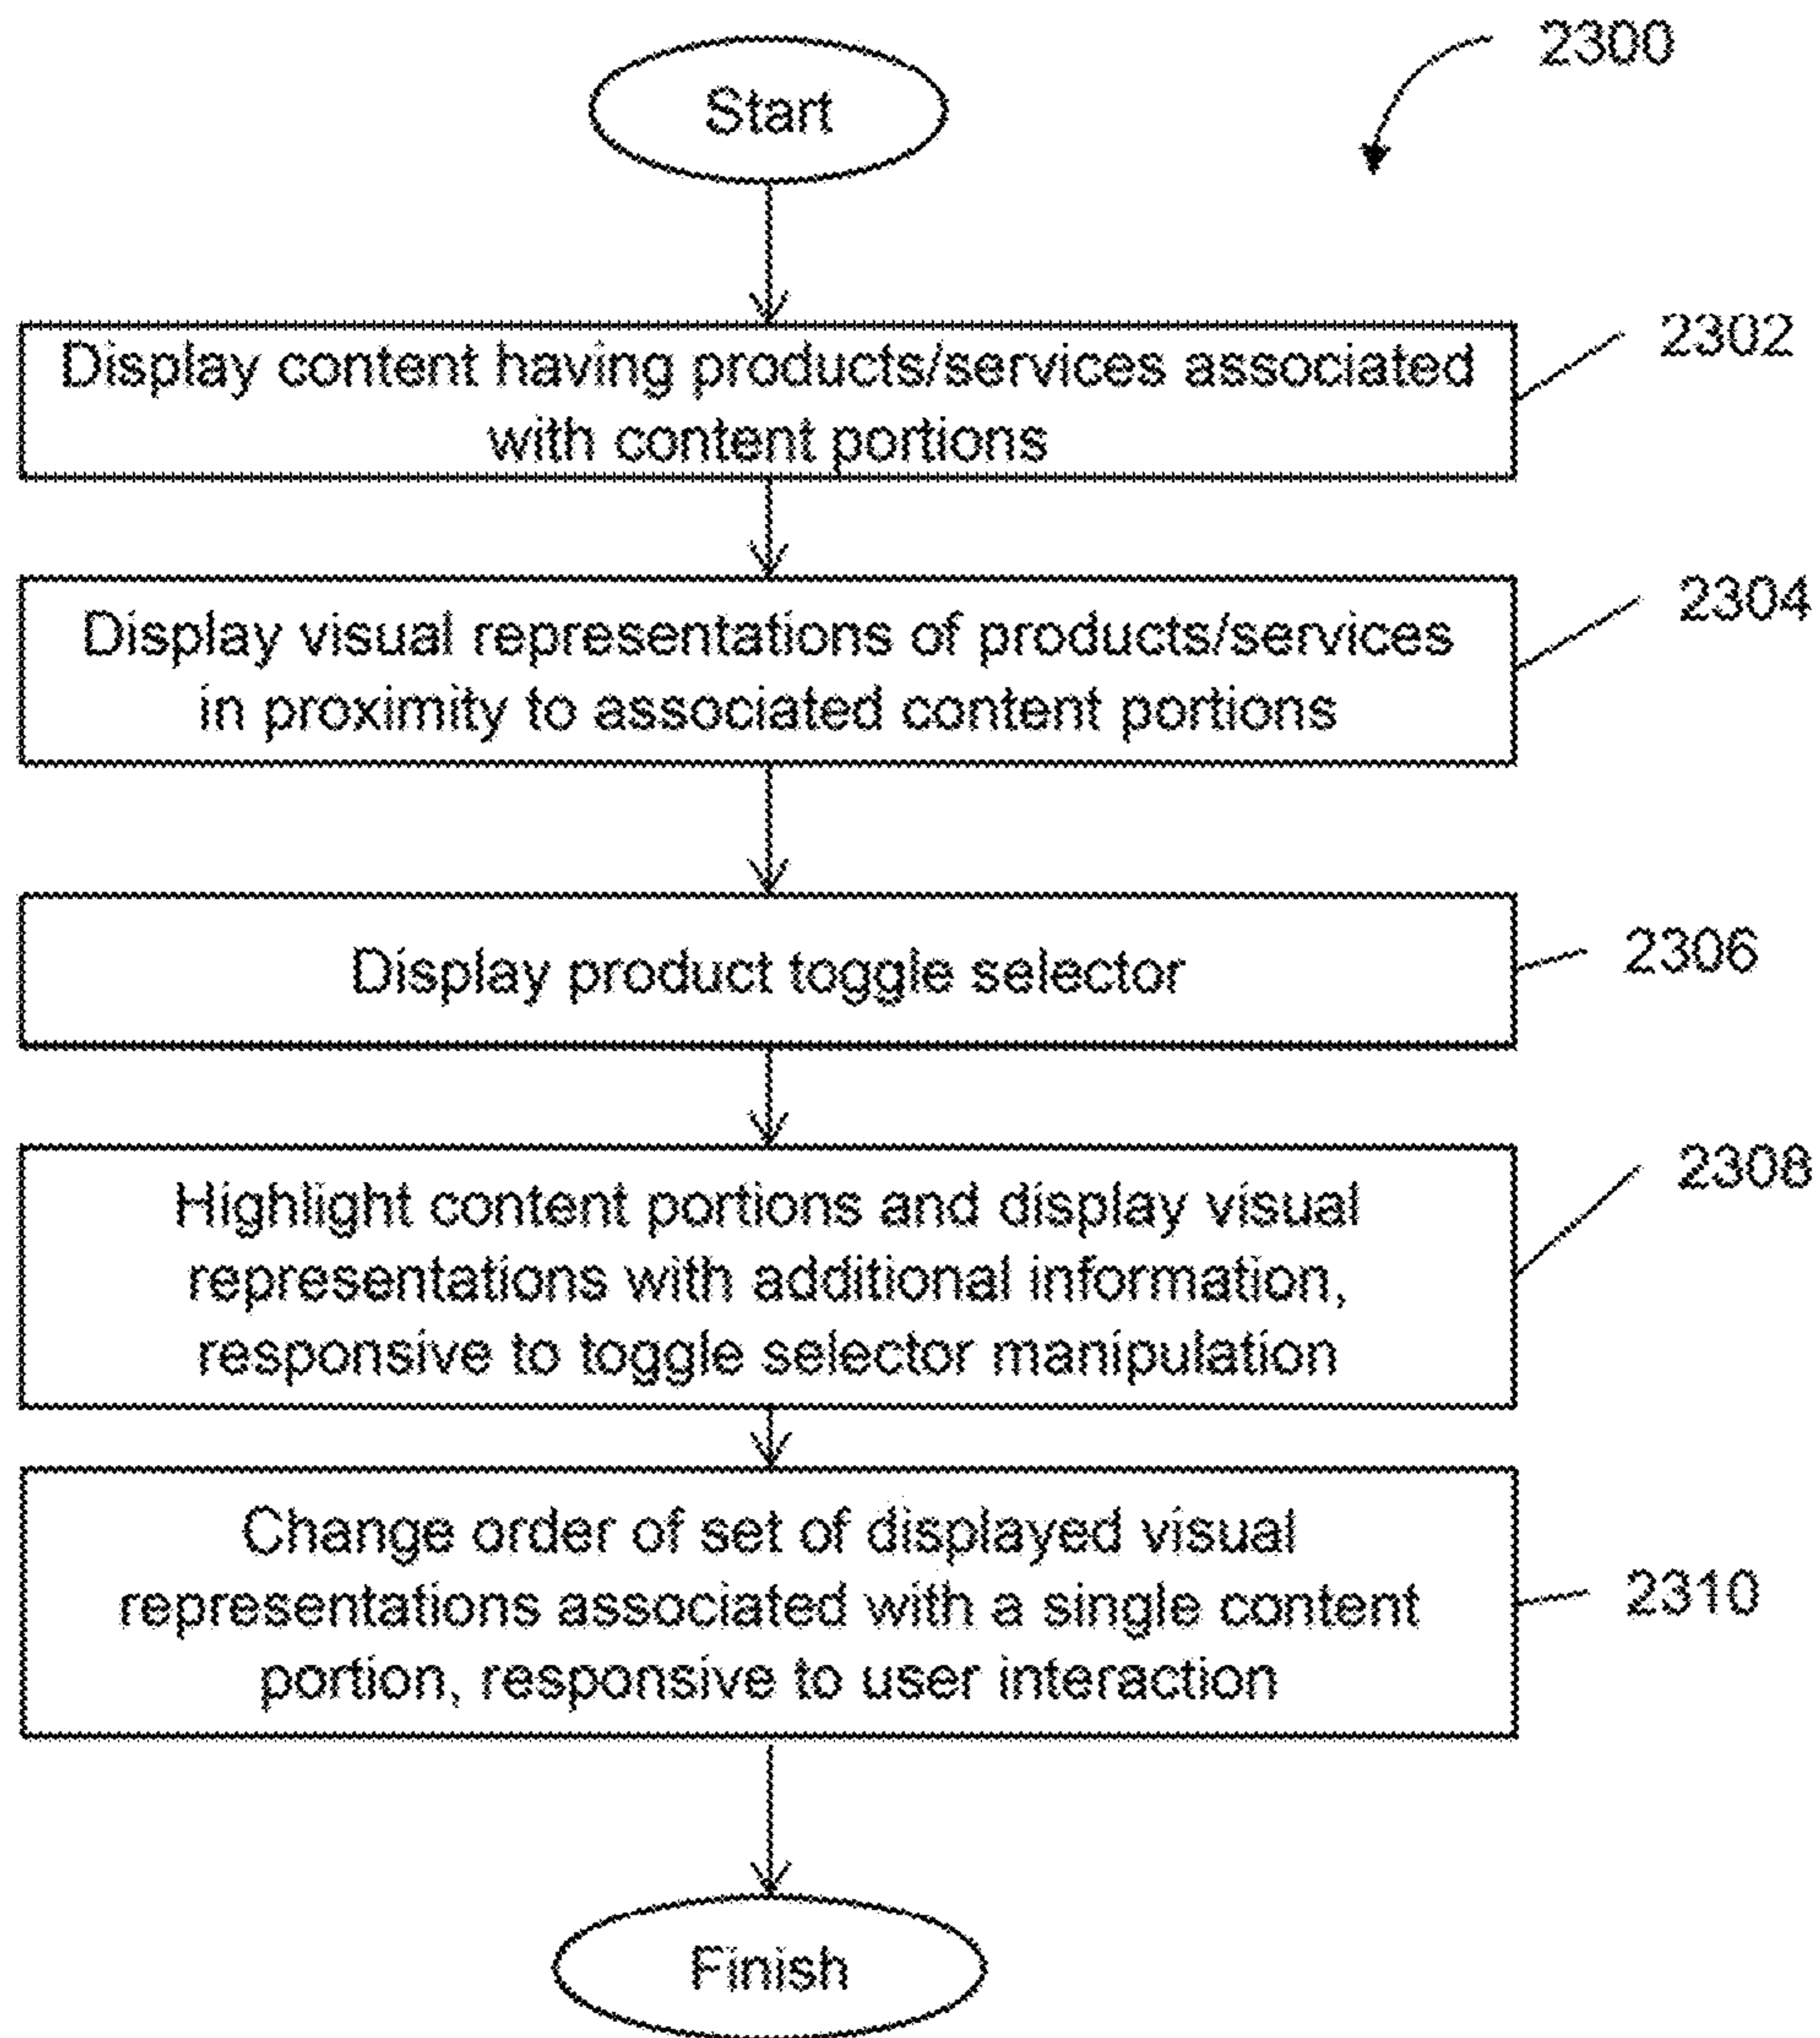 2300
Start
Display content having products/services associated
with content portions
2302
Display visual representations of products/services
in proximity to associated content portions
2304
Display product toggle selector
2306
Highlight content portions and display visual
representations with additional information,
responsive to toggle selector manipulation
2308
Change order of set of displayed visual
representations associated with a single content
portion, responsive to user interaction
2310
Finish